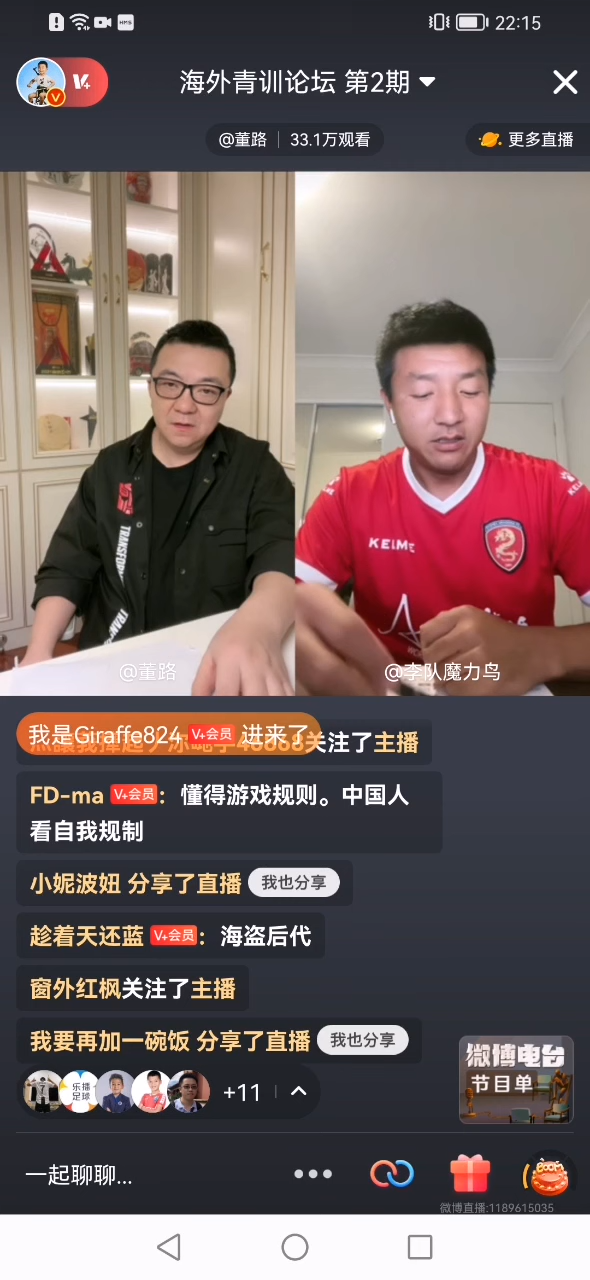 HMS
22:15
V+
V
海外青训论坛 第2期
@董路 33.1万观看
更多直播
TRANSFORM
TRAN
KELME
@董路
@李队魔力鸟
我是Giraffe824 V+会员 进来了
关注了主播
FD-ma V+会员：懂得游戏规则。中国人
看自我规制
小妮波妞 分享了直播 我也分享
趁着天还蓝 V+会员：海盗后代
窗外红枫关注了主播
我要再加一碗饭 分享了直播 我也分享
乐播
足球
+11
微博电台
节目单
一起聊聊...
微博直播:1189615035